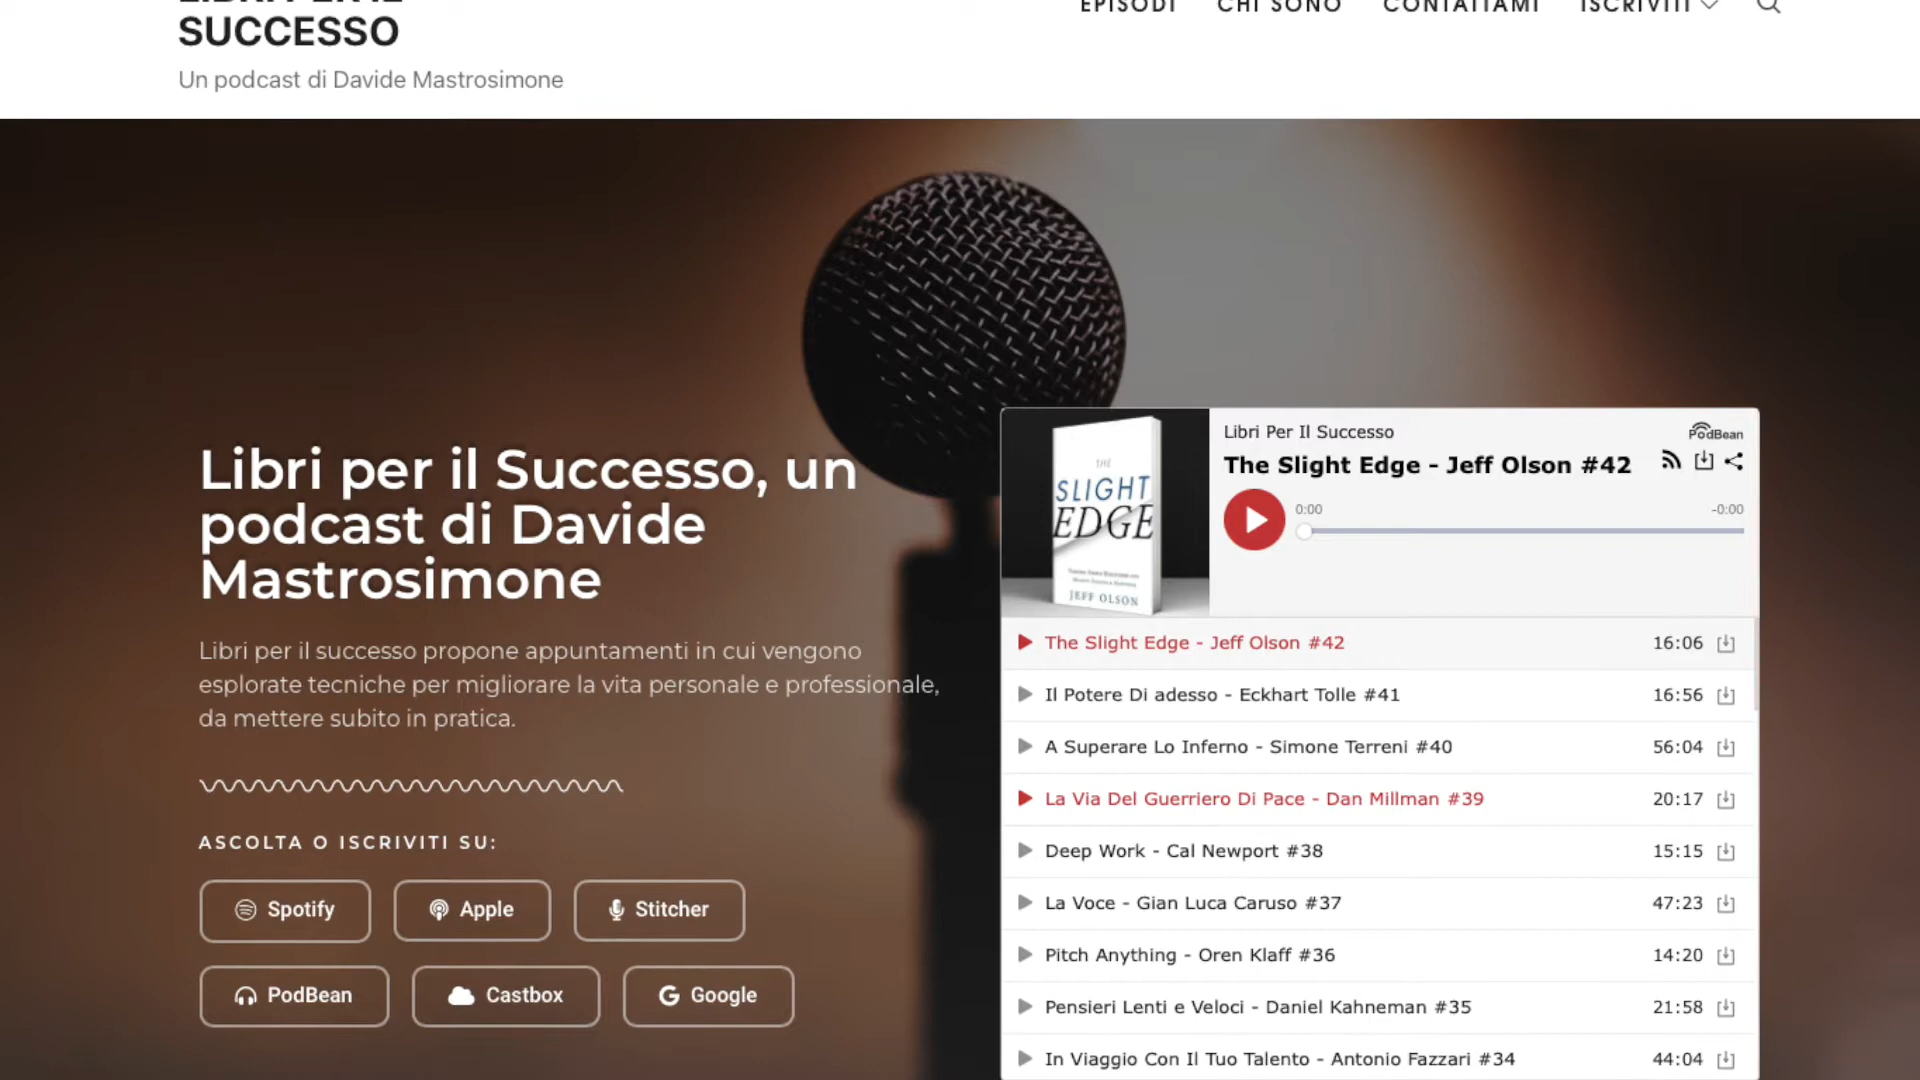 LIBRI PER IL
SUCCESSO
Un podcast di Davide Mastrosimone
EPISODI CHI SONO CONTATTAMI ISCRIVITI
Libri per il Successo, un
podcast di Davide
Mastrosimone
Libri per il successo propone appuntamenti in cui vengono
esplorate tecniche per migliorare la vita personale e professionale,
da mettere subito in pratica.
ASCOLTA O ISCRIVITI SU:
Spotify Apple Stitcher
PodBean Castbox Google
THE
SLIGHT
EDGE
JEFF OLSON
Libri Per Il Successo
PodBean
The Slight Edge - Jeff Olson #42
0:00 -0:00
The Slight Edge - Jeff Olson #42 16:06
Il Potere Di adesso - Eckhart Tolle #41 16:56
A Superare Lo Inferno - Simone Terreni #40 56:04
La Via Del Guerriero Di Pace - Dan Millman #39 20:17
Deep Work - Cal Newport #38 15:15
La Voce - Gian Luca Caruso #37 47:23
Pitch Anything - Oren Klaff #36 14:20
Pensieri Lenti e Veloci - Daniel Kahneman #35 21:58
In Viaggio Con Il Tuo Talento - Antonio Fazzari #34 44:04